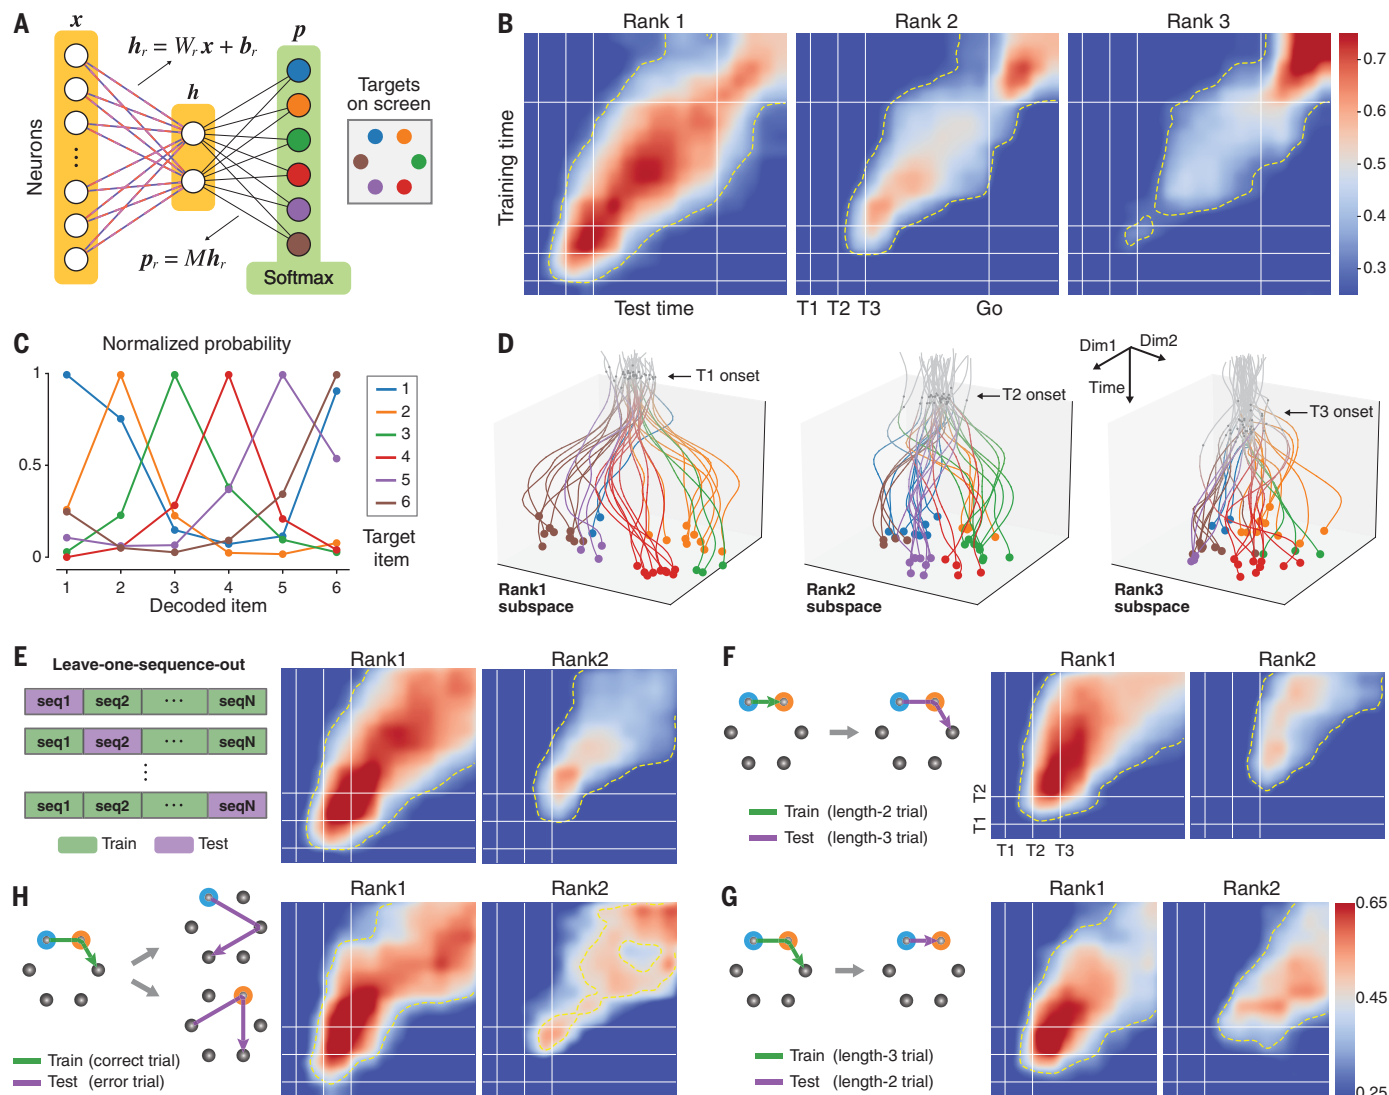 A
x
h_r = W_r x + b_r
p
h
Neurons
Targets
on screen
p_r = Mh_r
Softmax
B
Rank 1
Rank 2
Rank 3
Training time
Test time
T1 T2 T3
Go
0.7
0.6
0.5
0.4
0.3
C
Normalized probability
1
0.5
0
1 2 3 4 5 6
Decoded item
1
2
3
4
5
6
Target
item
D
T1 onset
T2 onset
T3 onset
Dim1
Dim2
Time
Rank1
subspace
Rank2
subspace
Rank3
subspace
E
Leave-one-sequence-out
seq1 seq2 ··· seqN
seq1 seq2 ··· seqN
seq1 seq2 ··· seqN
Train Test
Rank1
Rank2
F
Train (length-2 trial)
Test (length-3 trial)
Rank1
Rank2
T2
T1
T1 T2 T3
H
Train (correct trial)
Test (error trial)
Rank1
Rank2
G
Train (length-3 trial)
Test (length-2 trial)
Rank1
Rank2
0.65
0.45
0.25